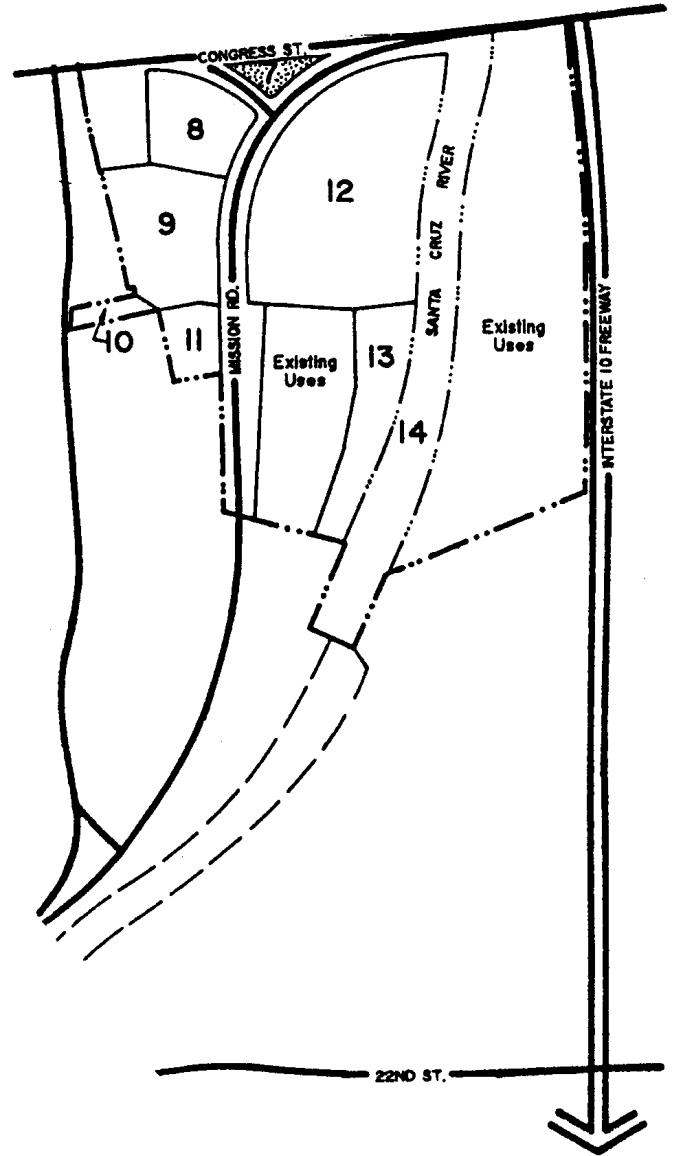 CONGRESS ST.
7
8
12
9
SANTA CRUZ RIVER
10
11
MISSION RD.
Existing
Uses
13
Existing
Uses
14
INTERSTATE 10 FREEWAY
22ND ST.